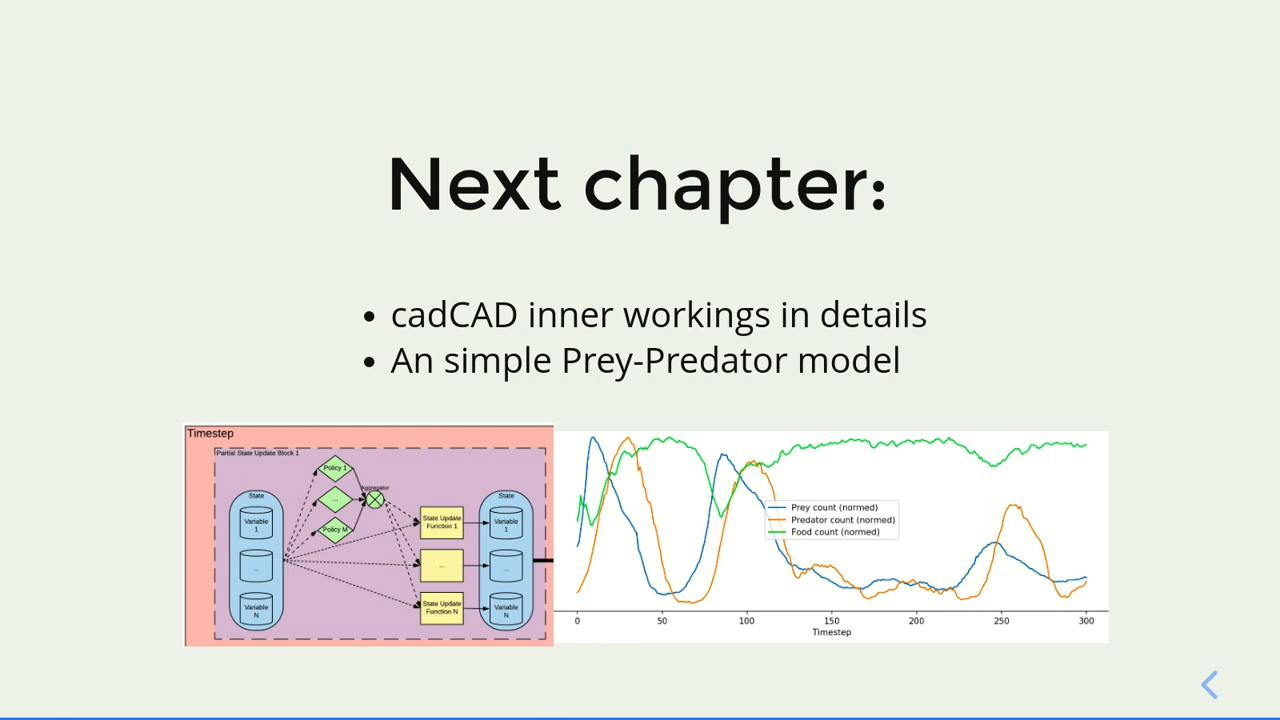 Next chapter:
• cadCAD inner workings in details
• An simple Prey-Predator model
Timestep
Partial State Update Block 1
State
Variable
1
...
Variable
N
Policy 1
...
Policy M
Aggregator
State Update
Function 1
...
State Update
Function N
State
Variable
1
...
Variable
N
Prey count (normed)
Predator count (normed)
Food count (normed)
0 50 100 150 200 250 300
Timestep